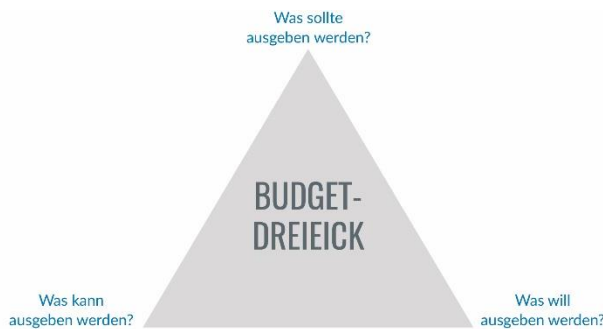 Was sollte
ausgeben werden?
BUDGET-
DREIEICK
Was kann
ausgeben werden?
Was will
ausgeben werden?